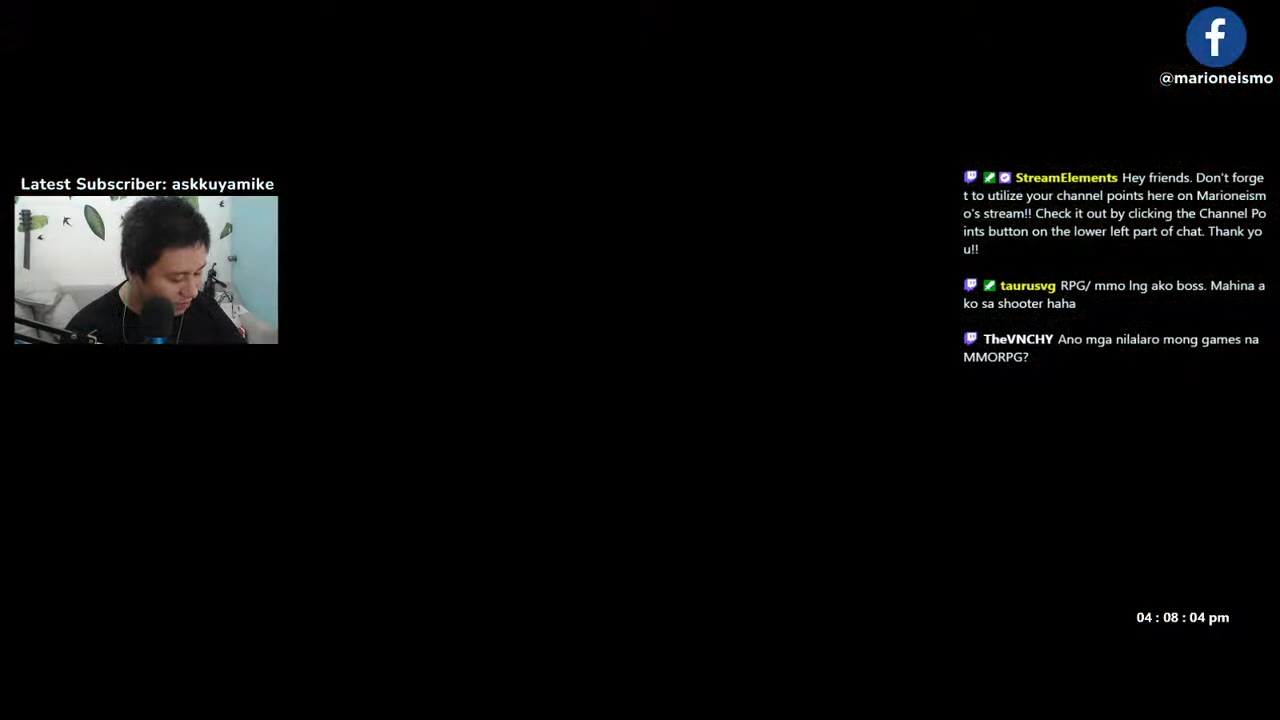 f
@marioneismo
Latest Subscriber: askkuyamike
StreamElements Hey friends. Don't forge
t to utilize your channel points here on Marioneism
o's stream!! Check it out by clicking the Channel Po
ints button on the lower left part of chat. Thank yo
u!!
taurusvg RPG/ mmo lng ako boss. Mahina a
ko sa shooter haha
TheVNCHY Ano mga nilalaro mong games na
MMORPG?
04 : 08 : 04 pm